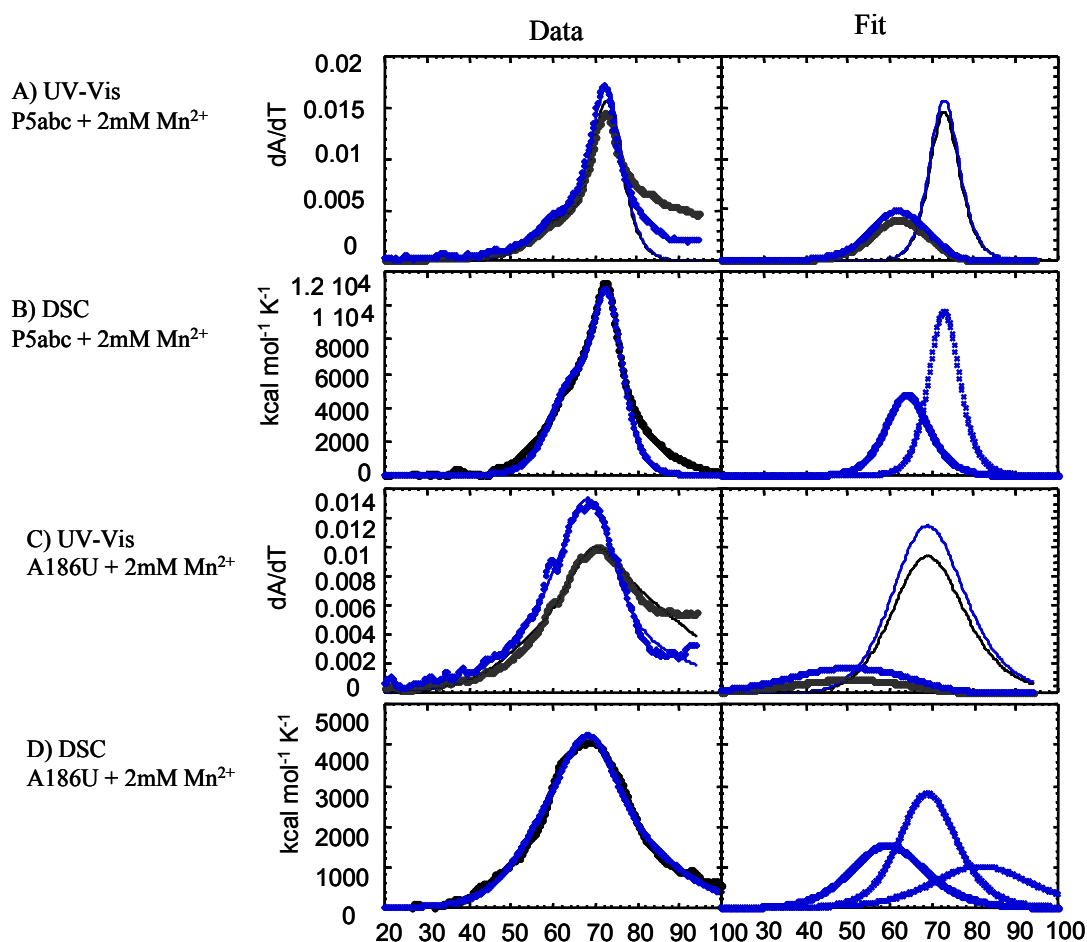 Data Fit
A) UV-Vis
P5abc + 2mM Mn²⁺
dA/dT
0.02
0.015
0.01
0.005
0
B) DSC
P5abc + 2mM Mn²⁺
kcal mol⁻¹ K⁻¹
1.2 10⁴
1 10⁴
8000
6000
4000
2000
0
C) UV-Vis
A186U + 2mM Mn²⁺
dA/dT
0.014
0.012
0.01
0.008
0.006
0.004
0.002
0
D) DSC
A186U + 2mM Mn²⁺
kcal mol⁻¹ K⁻¹
5000
4000
3000
2000
1000
0
20 30 40 50 60 70 80 90 100 30 40 50 60 70 80 90 100